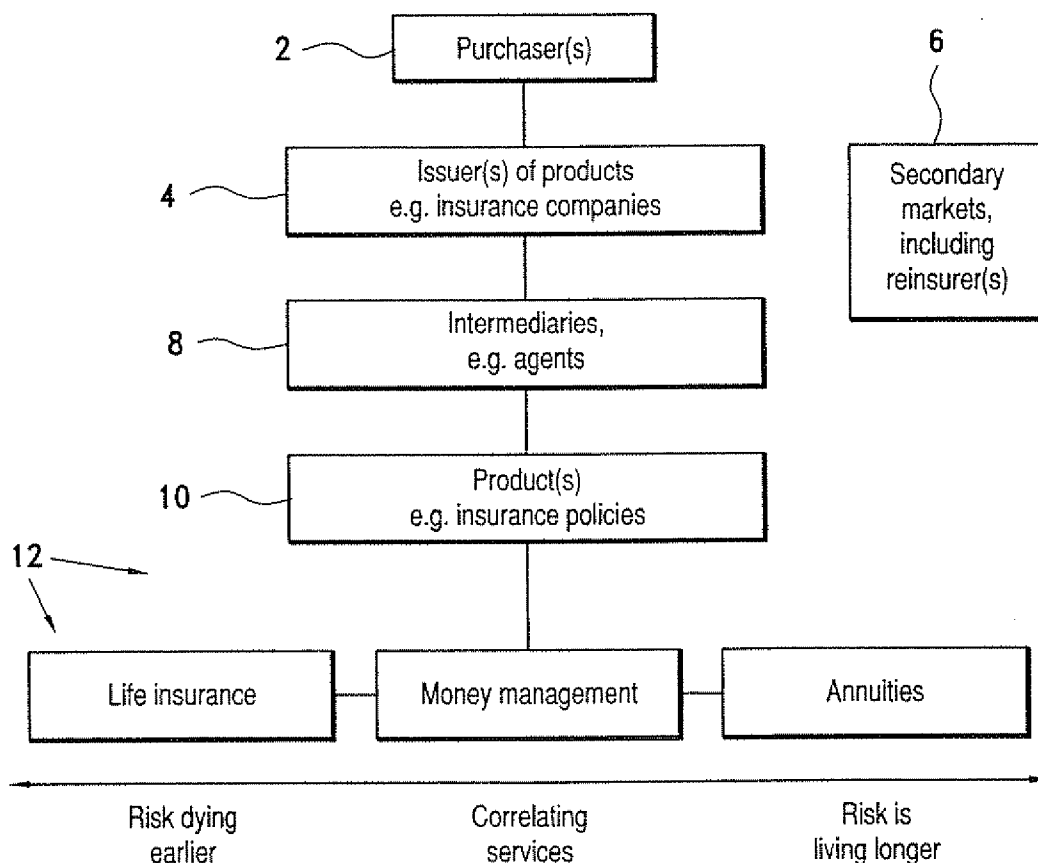 2
Purchaser(s)
6
4
Issuer(s) of products
e.g. insurance companies
Secondary
markets,
including
reinsurer(s)
8
Intermediaries,
e.g. agents
10
Product(s)
e.g. insurance policies
12
Life insurance
Money management
Annuities
Risk dying
earlier
Correlating
services
Risk is
living longer